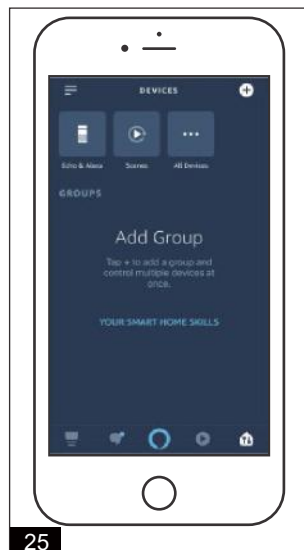 DEVICES
Echo & Alexa Scenes All Devices
GROUPS
Add Group
Tap + to add a group and
control multiple devices at
once.
YOUR SMART HOME SKILLS
25